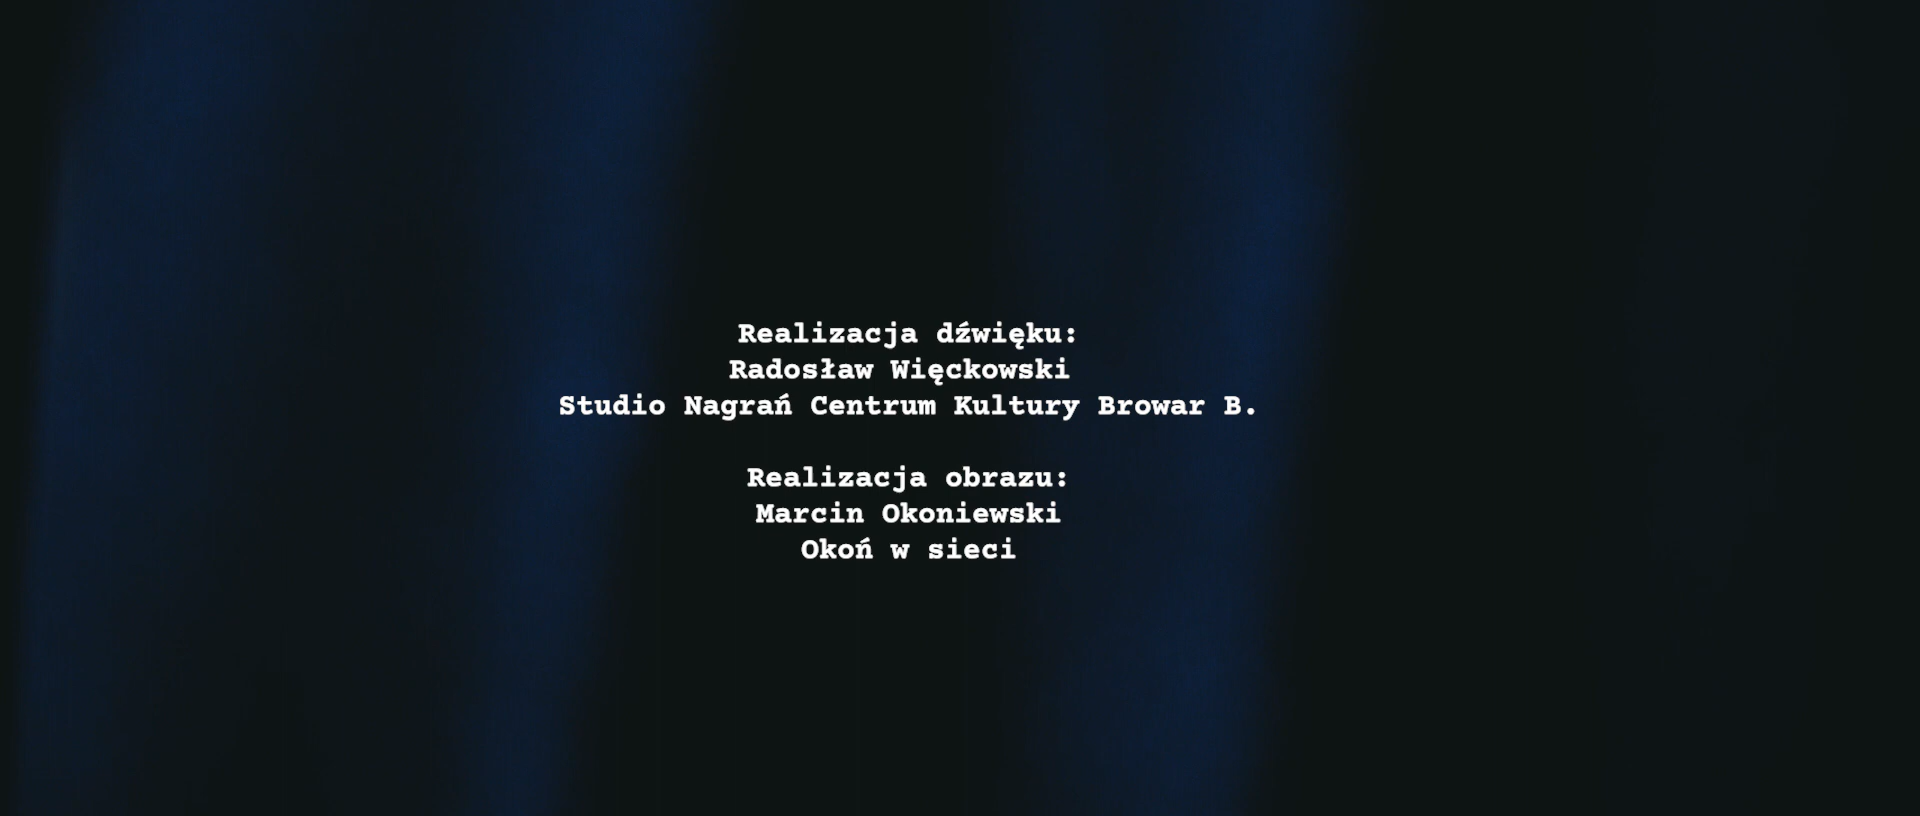 Realizacja dźwięku:
Radosław Więckowski
Studio Nagrań Centrum Kultury Browar B.
Realizacja obrazu:
Marcin Okoniewski
Okoń w sieci